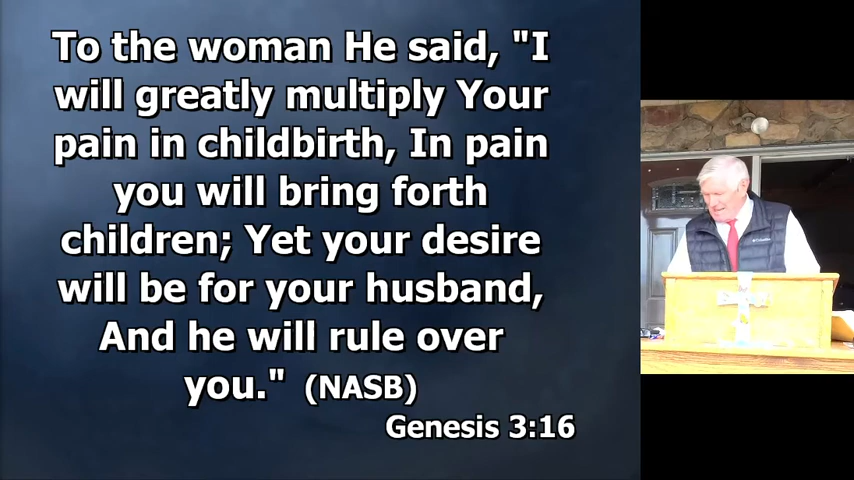 To the woman He said, "I
will greatly multiply Your
pain in childbirth, In pain
you will bring forth
children; Yet your desire
will be for your husband,
And he will rule over
you." (NASB)
Genesis 3:16
Columbia